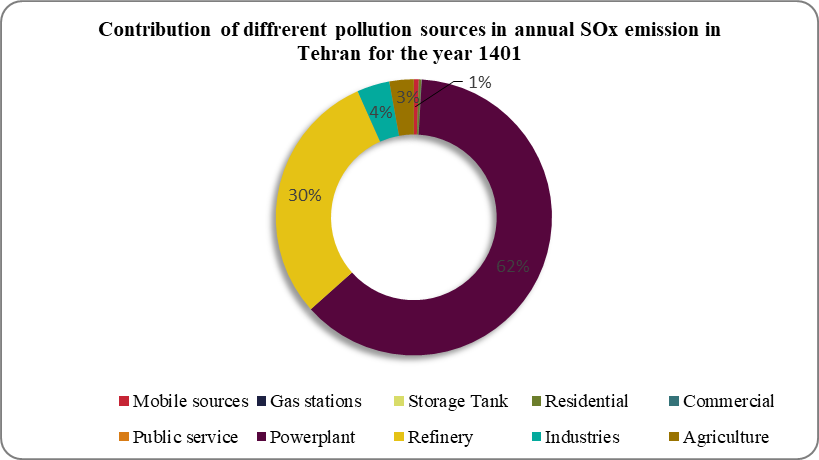 Contribution of diffrerent pollution sources in annual SOx emission in
Tehran for the year 1401
3%
1%
4%
30%
62%
Mobile sources Gas stations Storage Tank Residential Commercial
Public service Powerplant Refinery Industries Agriculture